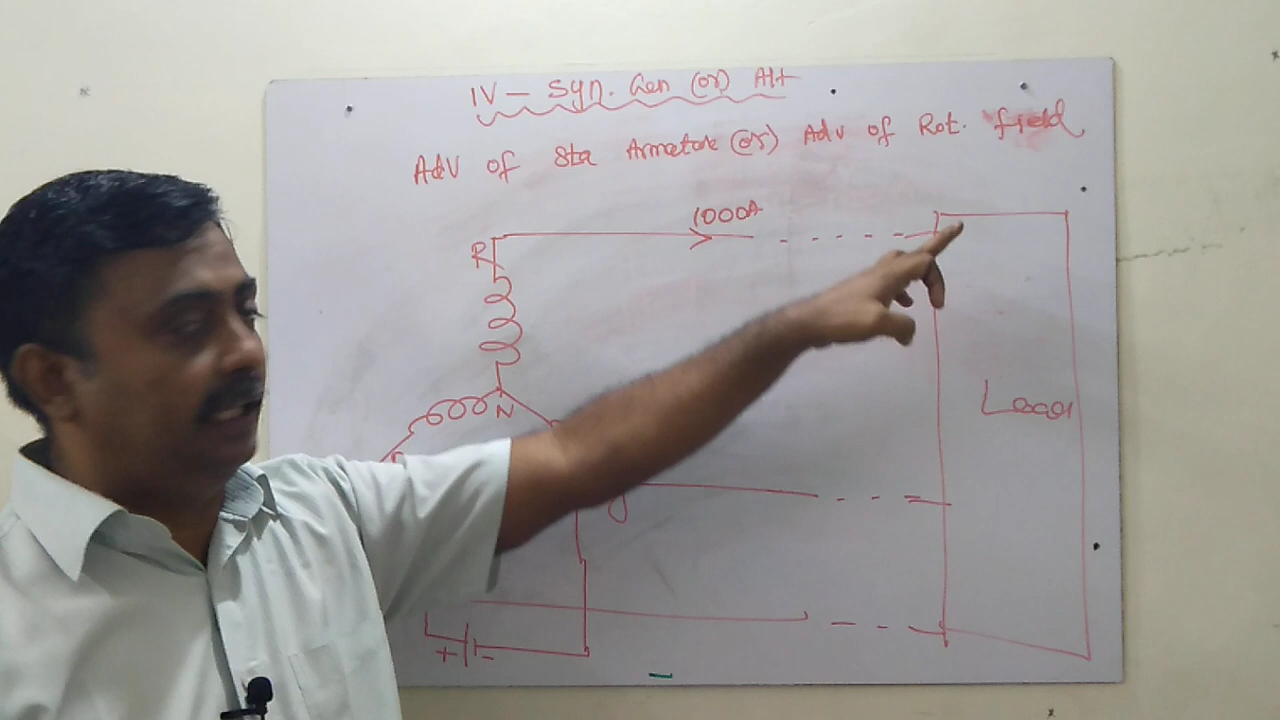 IV - Syn. Gen (or) Alt
Adv of Sta Armature (or) Adv of Rot. field
1000A
R
N
Load
+ -